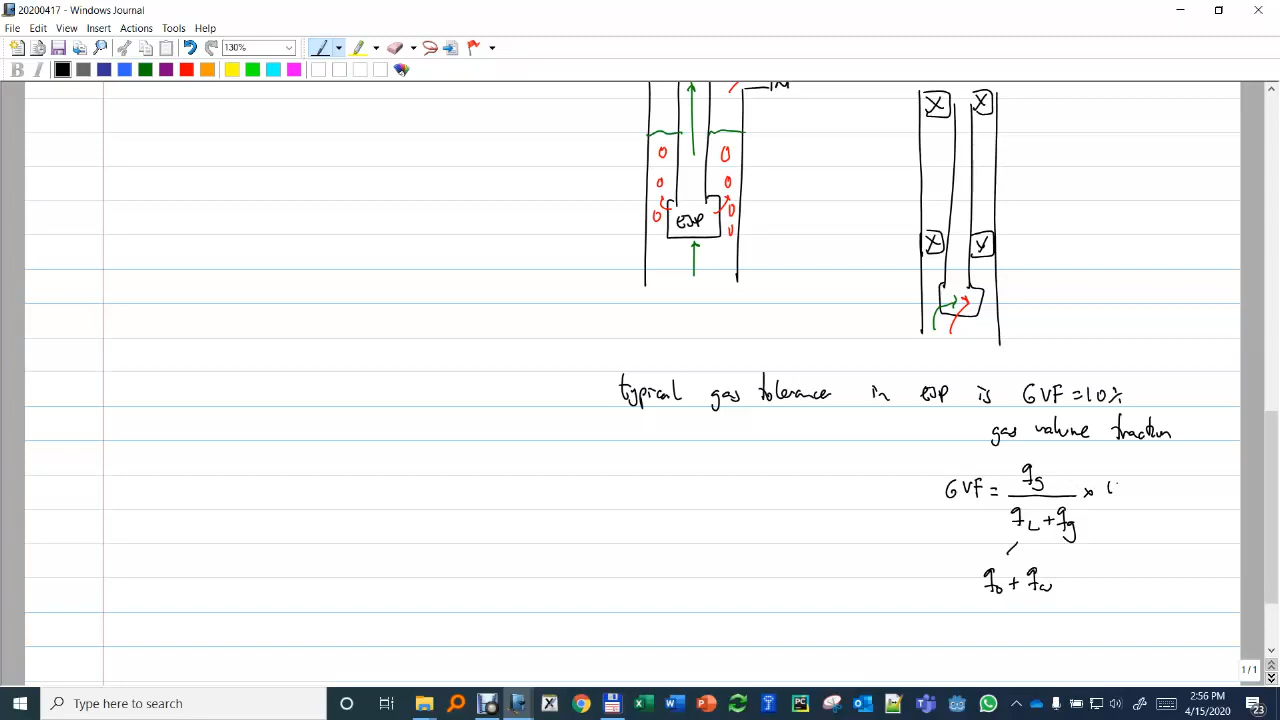 20200417 - Windows Journal
File Edit View Insert Actions Tools Help
130%
B I
X X
ESP
X X
typical gas tolerance in ESP is GVF = 10%
gas volume fraction
GVF = qg / (qL + qg) ×
qo + qw
1/1
Type here to search
2:56 PM
4/15/2020
23